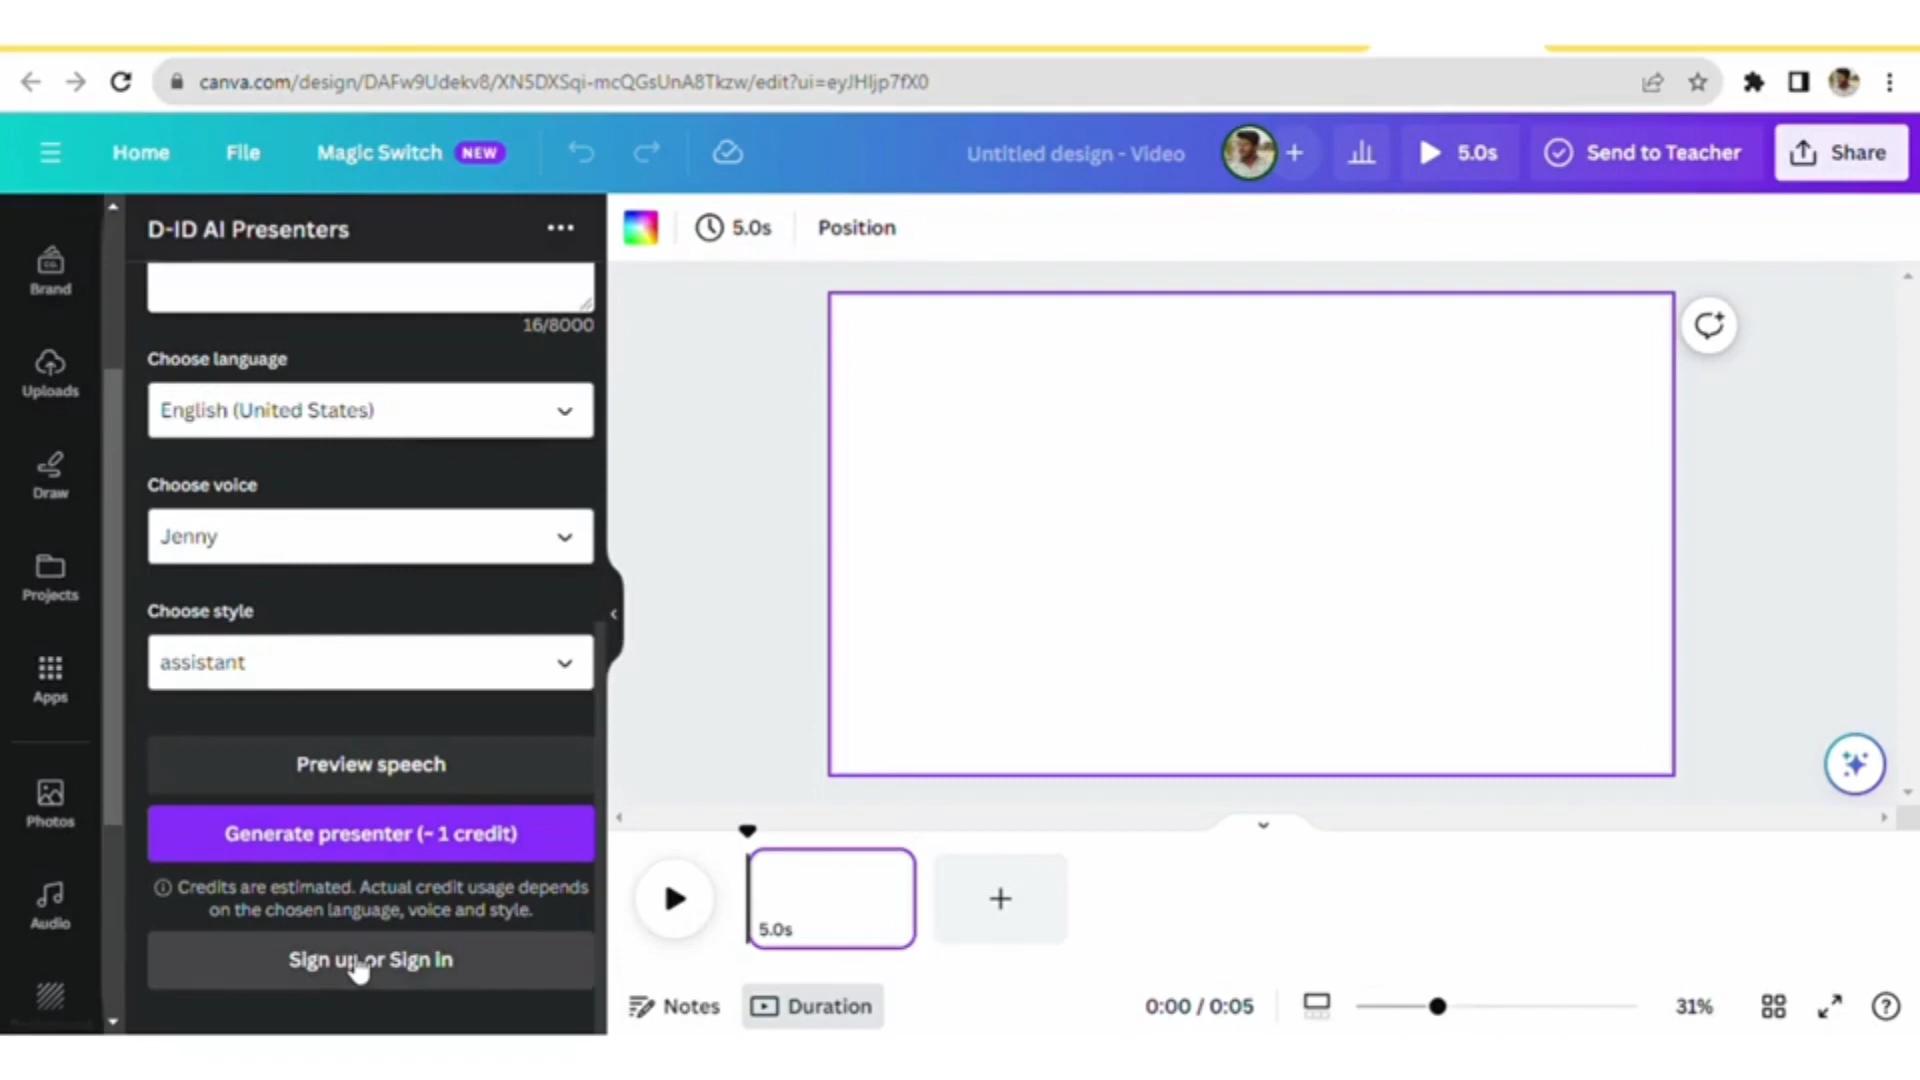 canva.com/design/DAFw9Udekv8/XN5DXSqi-mcQGsUnA8Tkzw/edit?ui=eyJHIjp7fX0
Home File Magic Switch NEW Untitled design - Video 5.0s Send to Teacher Share
D-ID AI Presenters
5.0s Position
Brand
Uploads
Draw
Projects
Apps
Photos
Audio
16/8000
Choose language
English (United States)
Choose voice
Jenny
Choose style
assistant
Preview speech
Generate presenter (~ 1 credit)
Credits are estimated. Actual credit usage depends
on the chosen language, voice and style.
Sign up or Sign in
5.0s
Notes Duration 0:00 / 0:05 31%